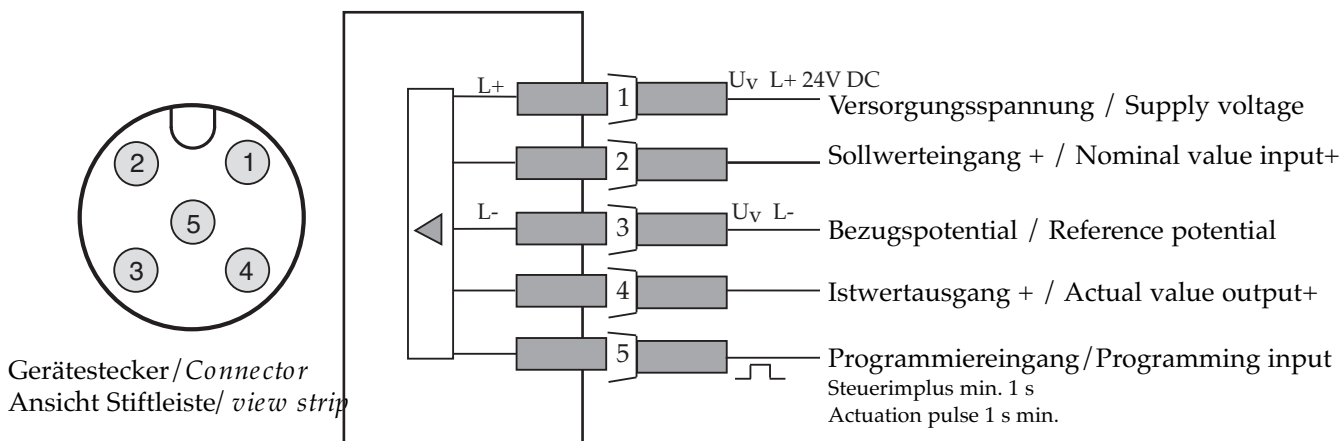 2
1
5
3
4
Gerätestecker/Connector
Ansicht Stiftleiste/ view strip
L+
1
Uv L+ 24V DC
Versorgungsspannung / Supply voltage
2
Sollwerteingang + / Nominal value input+
L-
3
Uv L-
Bezugspotential / Reference potential
4
Istwertausgang + / Actual value output+
5
Programmiereingang/Programming input
Steuerimplus min. 1 s
Actuation pulse 1 s min.